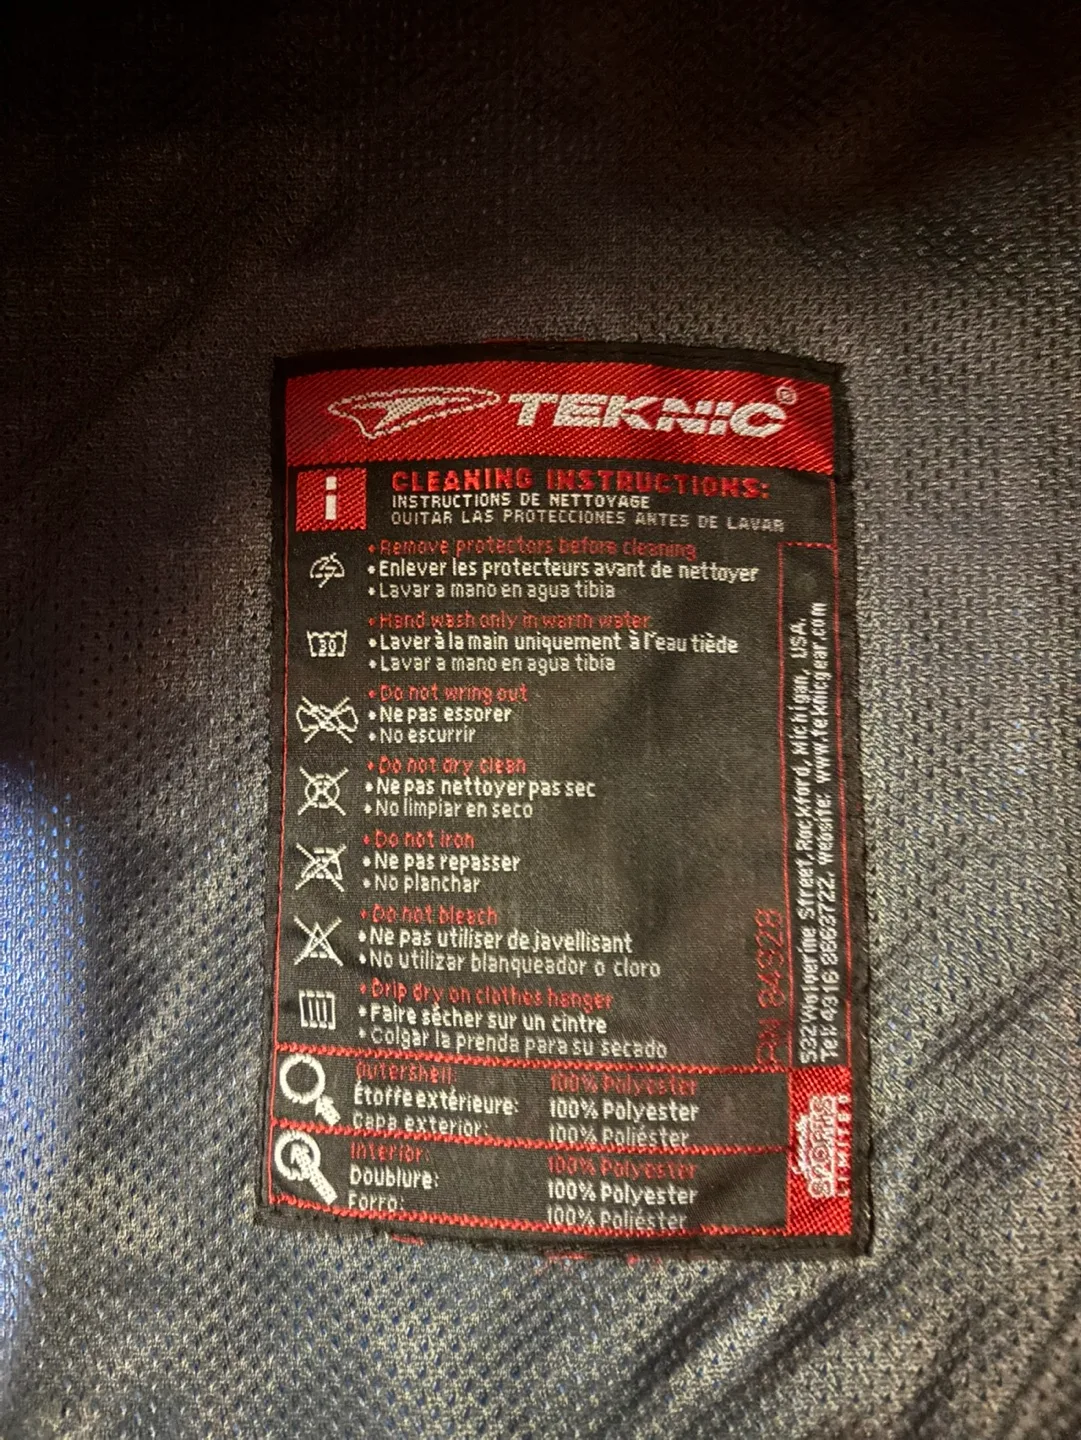 TEKNIC®
i
CLEANING INSTRUCTIONS:
INSTRUCTIONS DE NETTOYAGE
QUITAR LAS PROTECCIONES ANTES DE LAVAR
• Remove protectors before cleaning
• Enlever les protecteurs avant de nettoyer
• Lavar a mano en agua tibia
30
• Hand wash only in warm water
• Laver à la main uniquement à l'eau tiède
• Lavar a mano en agua tibia
• Do not wring out
• Ne pas essorer
• No escurrir
• Do not dry clean
• Ne pas nettoyer pas sec
• No limpiar en seco
• Do not iron
• Ne pas repasser
• No planchar
• Do not bleach
• Ne pas utiliser de javellisant
• No utilizar blanqueador o cloro
• Drip dry on clothes hanger
• Faire sécher sur un cintre
• Colgar la prenda para su secado
Outershell: 100% Polyester
Étoffe extérieure: 100% Polyester
Capa exterior: 100% Poliéster
Interior: 100% Polyester
Doublure: 100% Polyester
Forro: 100% Poliéster
84928
532 Wolverine Street, Rockford, Michigan, USA.
Website: www.teknicgear.com
SPORTS
LIMITED